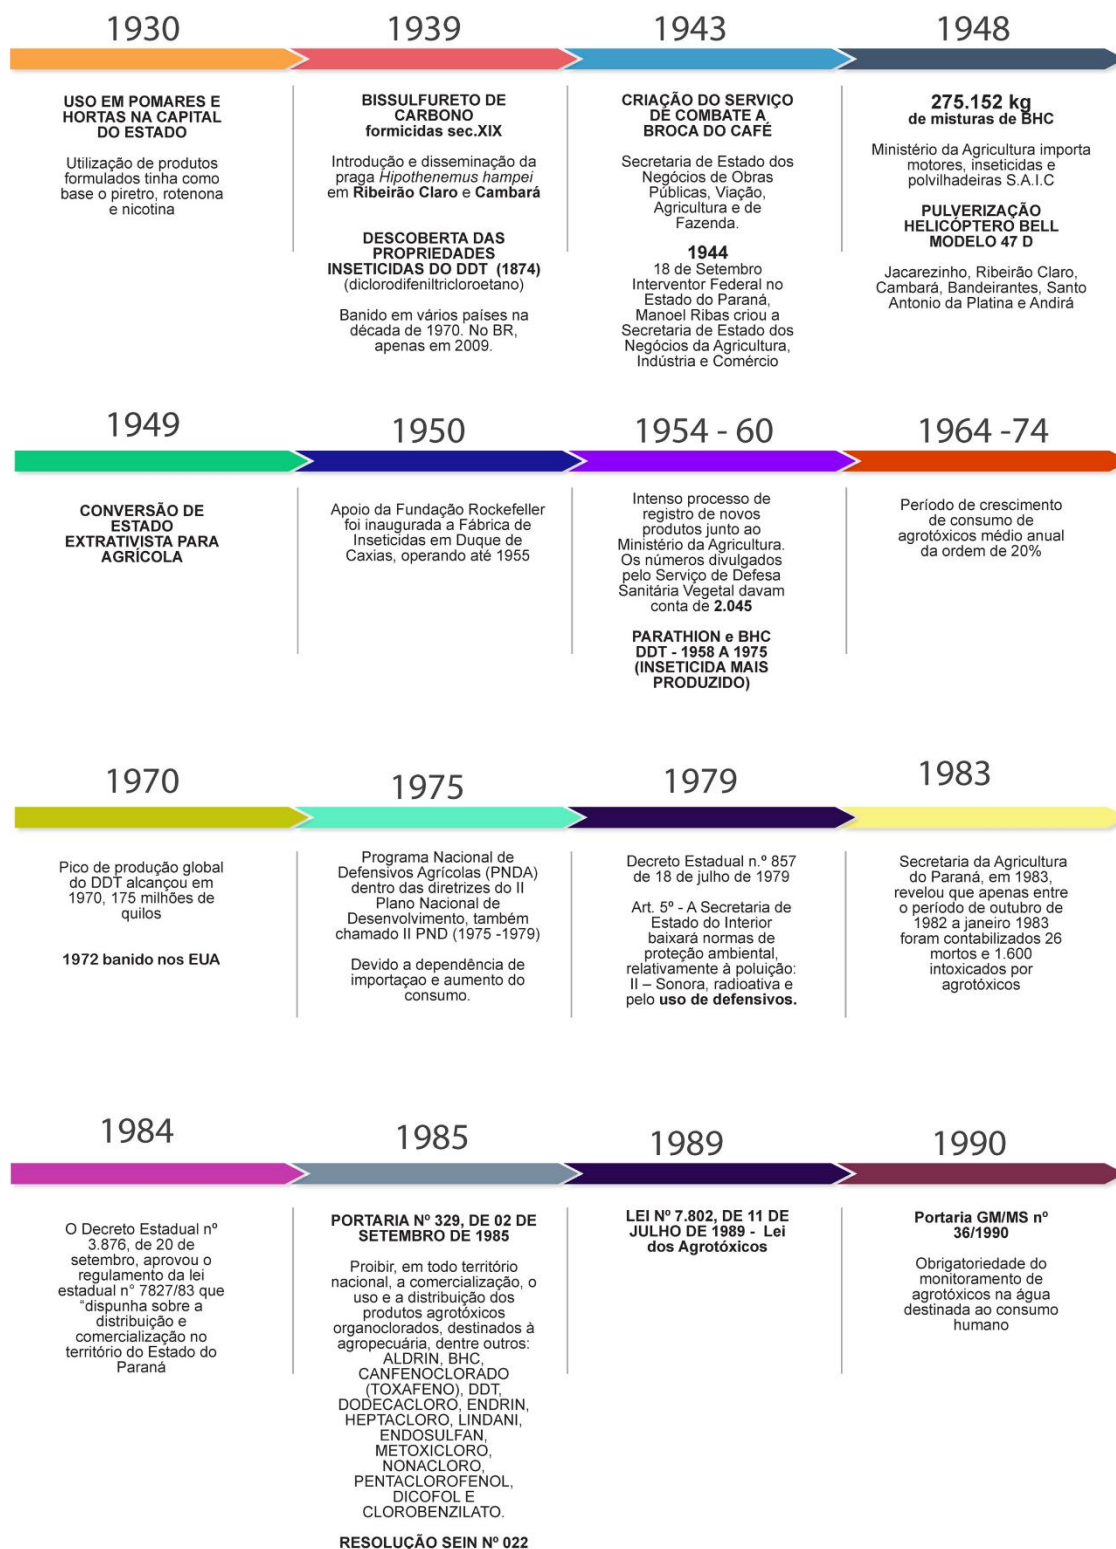 1930
USO EM POMARES E
HORTAS NA CAPITAL
DO ESTADO
Utilização de produtos
formulados tinha como
base o piretro, rotenona
e nicotina
1939
BISSULFURETO DE
CARBONO
formicidas sec.XIX
Introdução e disseminação da
praga Hipothenemus hampei
em Ribeirão Claro e Cambará
DESCOBERTA DAS
PROPRIEDADES
INSETICIDAS DO DDT (1874)
(diclorodifeniltricloroetano)
Banido em vários países na
década de 1970. No BR,
apenas em 2009.
1943
CRIAÇÃO DO SERVIÇO
DE COMBATE A
BROCA DO CAFÉ
Secretaria de Estado dos
Negócios de Obras
Públicas, Viação,
Agricultura e de
Fazenda.
1944
18 de Setembro
Interventor Federal no
Estado do Paraná,
Manoel Ribas criou a
Secretaria de Estado dos
Negócios da Agricultura,
Indústria e Comércio
1948
275.152 kg
de misturas de BHC
Ministério da Agricultura importa
motores, inseticidas e
polvilhadeiras S.A.I.C
PULVERIZAÇÃO
HELICÓPTERO BELL
MODELO 47 D
Jacarezinho, Ribeirão Claro,
Cambará, Bandeirantes, Santo
Antonio da Platina e Andirá
1949
CONVERSÃO DE
ESTADO
EXTRATIVISTA PARA
AGRÍCOLA
1950
Apoio da Fundação Rockefeller
foi inaugurada a Fábrica de
Inseticidas em Duque de
Caxias, operando até 1955
1954 - 60
Intenso processo de
registro de novos
produtos junto ao
Ministério da Agricultura.
Os números divulgados
pelo Serviço de Defesa
Sanitária Vegetal davam
conta de 2.045
PARATHION e BHC
DDT - 1958 A 1975
(INSETICIDA MAIS
PRODUZIDO)
1964 -74
Período de crescimento
de consumo de
agrotóxicos médio anual
da ordem de 20%
1970
Pico de produção global
do DDT alcançou em
1970, 175 milhões de
quilos
1972 banido nos EUA
1975
Programa Nacional de
Defensivos Agrícolas (PNDA)
dentro das diretrizes do II
Plano Nacional de
Desenvolvimento, também
chamado II PND (1975 -1979)
Devido a dependência de
importaçao e aumento do
consumo.
1979
Decreto Estadual n.º 857
de 18 de julho de 1979
Art. 5º - A Secretaria de
Estado do Interior
baixará normas de
proteção ambiental,
relativamente à poluição:
II – Sonora, radioativa e
pelo uso de defensivos.
1983
Secretaria da Agricultura
do Paraná, em 1983,
revelou que apenas entre
o período de outubro de
1982 a janeiro 1983
foram contabilizados 26
mortos e 1.600
intoxicados por
agrotóxicos
1984
O Decreto Estadual nº
3.876, de 20 de
setembro, aprovou o
regulamento da lei
estadual n° 7827/83 que
“dispunha sobre a
distribuição e
comercialização no
território do Estado do
Paraná
1985
PORTARIA Nº 329, DE 02 DE
SETEMBRO DE 1985
Proibir, em todo território
nacional, a comercialização, o
uso e a distribuição dos
produtos agrotóxicos
organoclorados, destinados à
agropecuária, dentre outros:
ALDRIN, BHC,
CANFENOCLORADO
(TOXAFENO), DDT,
DODECACLORO, ENDRIN,
HEPTACLORO, LINDANI,
ENDOSULFAN,
METOXICLORO,
NONACLORO,
PENTACLOROFENOL,
DICOFOL E
CLOROBENZILATO.
RESOLUÇÃO SEIN Nº 022
1989
LEI Nº 7.802, DE 11 DE
JULHO DE 1989 - Lei
dos Agrotóxicos
1990
Portaria GM/MS nº
36/1990
Obrigatoriedade do
monitoramento de
agrotóxicos na água
destinada ao consumo
humano